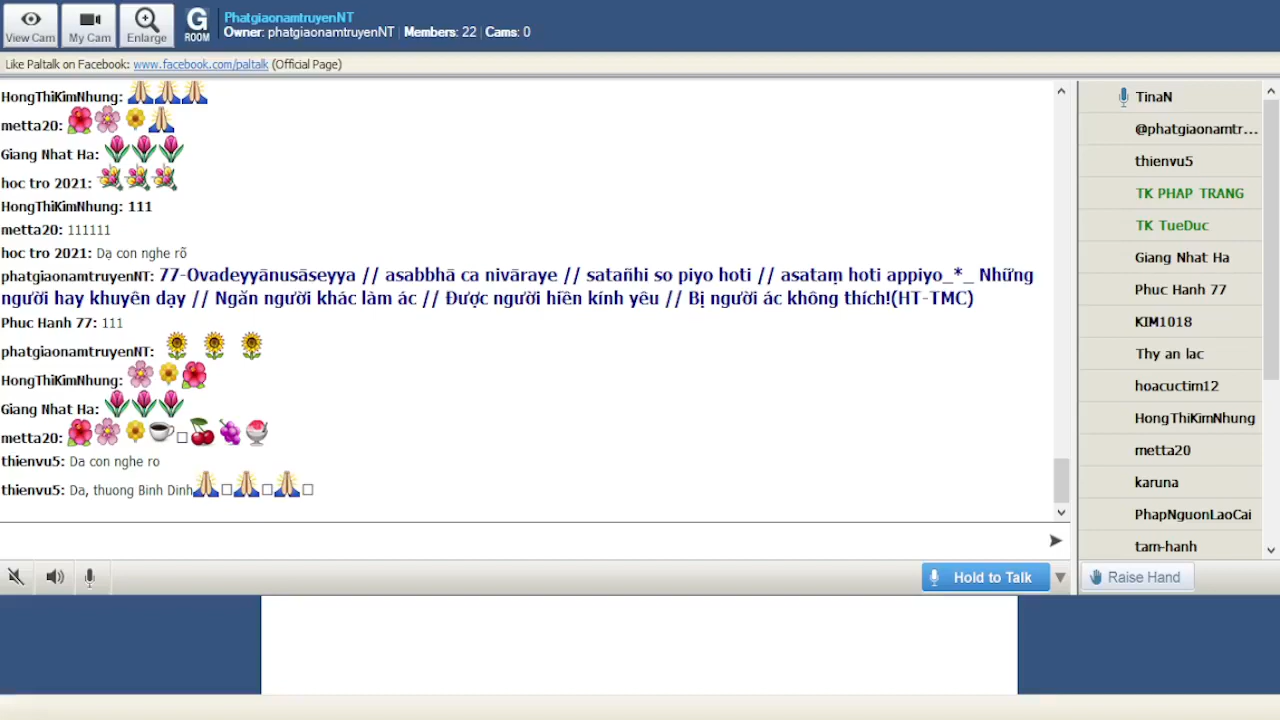 View Cam
My Cam
Enlarge
G
ROOM
PhatgiaonamtruyenNT
Owner: phatgiaonamtruyenNT | Members: 22 | Cams: 0
Like Paltalk on Facebook: www.facebook.com/paltalk (Official Page)
HongThiKimNhung:
metta20:
Giang Nhat Ha:
hoc tro 2021:
HongThiKimNhung: 111
metta20: 111111
hoc tro 2021: Dạ con nghe rõ
phatgiaonamtruyenNT: 77-Ovadeyyānusāseyya // asabbhā ca nivāraye // satañhi so piyo hoti // asataṃ hoti appiyo_*_ Những
người hay khuyên dạy // Ngăn người khác làm ác // Được người hiền kính yêu // Bị người ác không thích!(HT-TMC)
Phuc Hanh 77: 111
phatgiaonamtruyenNT:
HongThiKimNhung:
Giang Nhat Ha:
metta20:
thienvu5: Da con nghe ro
thienvu5: Da, thuong Binh Dinh
Hold to Talk
TinaN
@phatgiaonamtr...
thienvu5
TK PHAP TRANG
TK TueDuc
Giang Nhat Ha
Phuc Hanh 77
KIM1018
Thy an lac
hoacuctim12
HongThiKimNhung
metta20
karuna
PhapNguonLaoCai
tam-hanh
Raise Hand